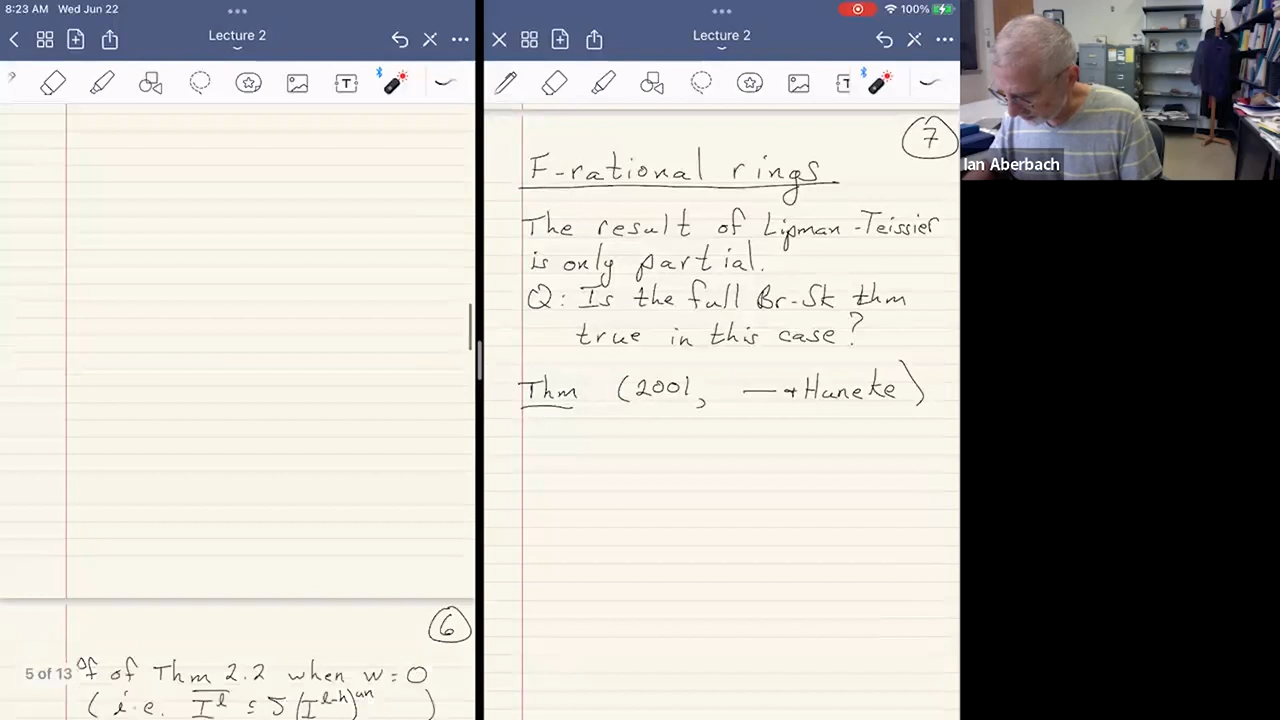 8:23 AM Wed Jun 22
100%
Lecture 2
Lecture 2
T
T
7
F-rational rings
The result of Lipman-Teissier
is only partial.
Q: Is the full Br-Sk thm
true in this case?
Thm (2001, — + Huneke)
6
5 of 13
of Thm 2.2 when w = 0
(i.e. \overline{I^l} ⊆ J(I^{l-h})^{un} )
Ian Aberbach